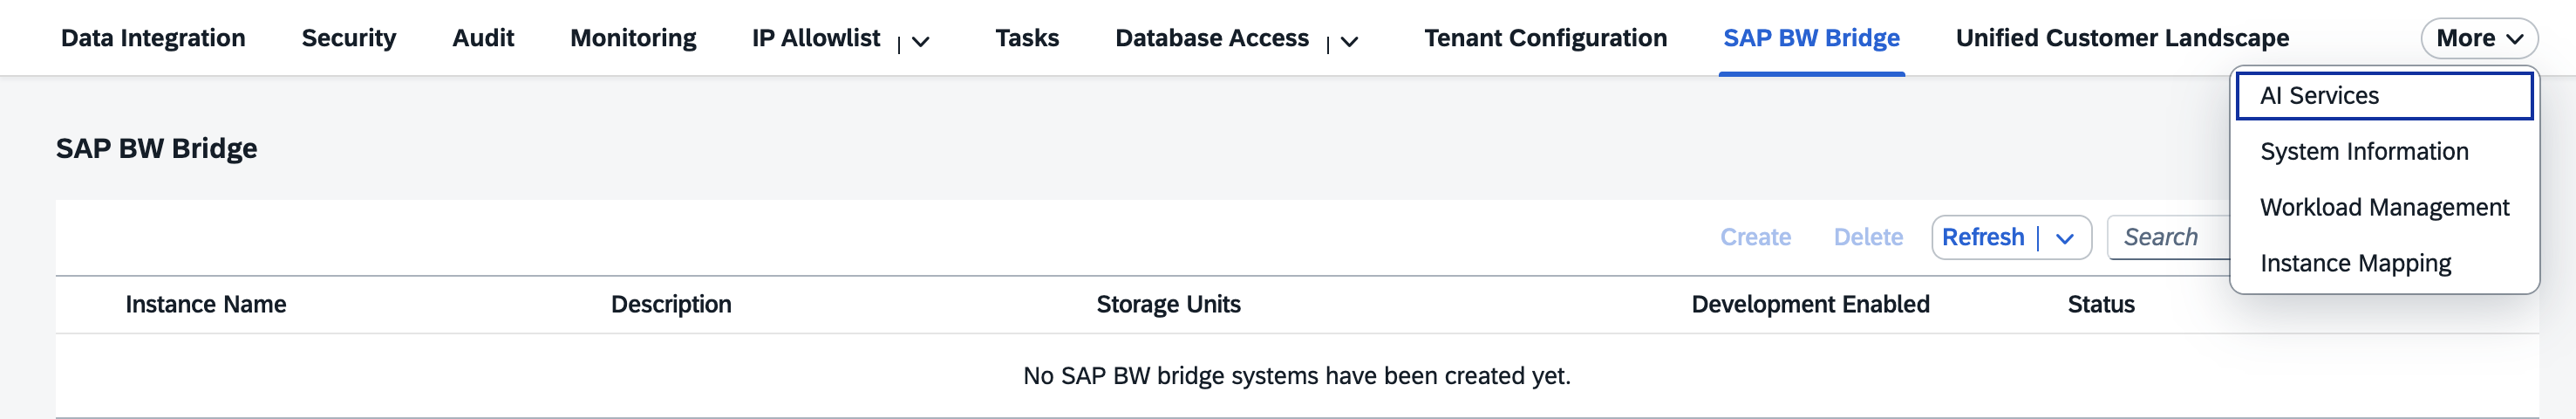 Data Integration Security Audit Monitoring IP Allowlist Tasks Database Access Tenant Configuration SAP BW Bridge Unified Customer Landscape More
AI Services
System Information
Workload Management
Instance Mapping
SAP BW Bridge
Create Delete Refresh Search
Instance Name Description Storage Units Development Enabled Status
No SAP BW bridge systems have been created yet.